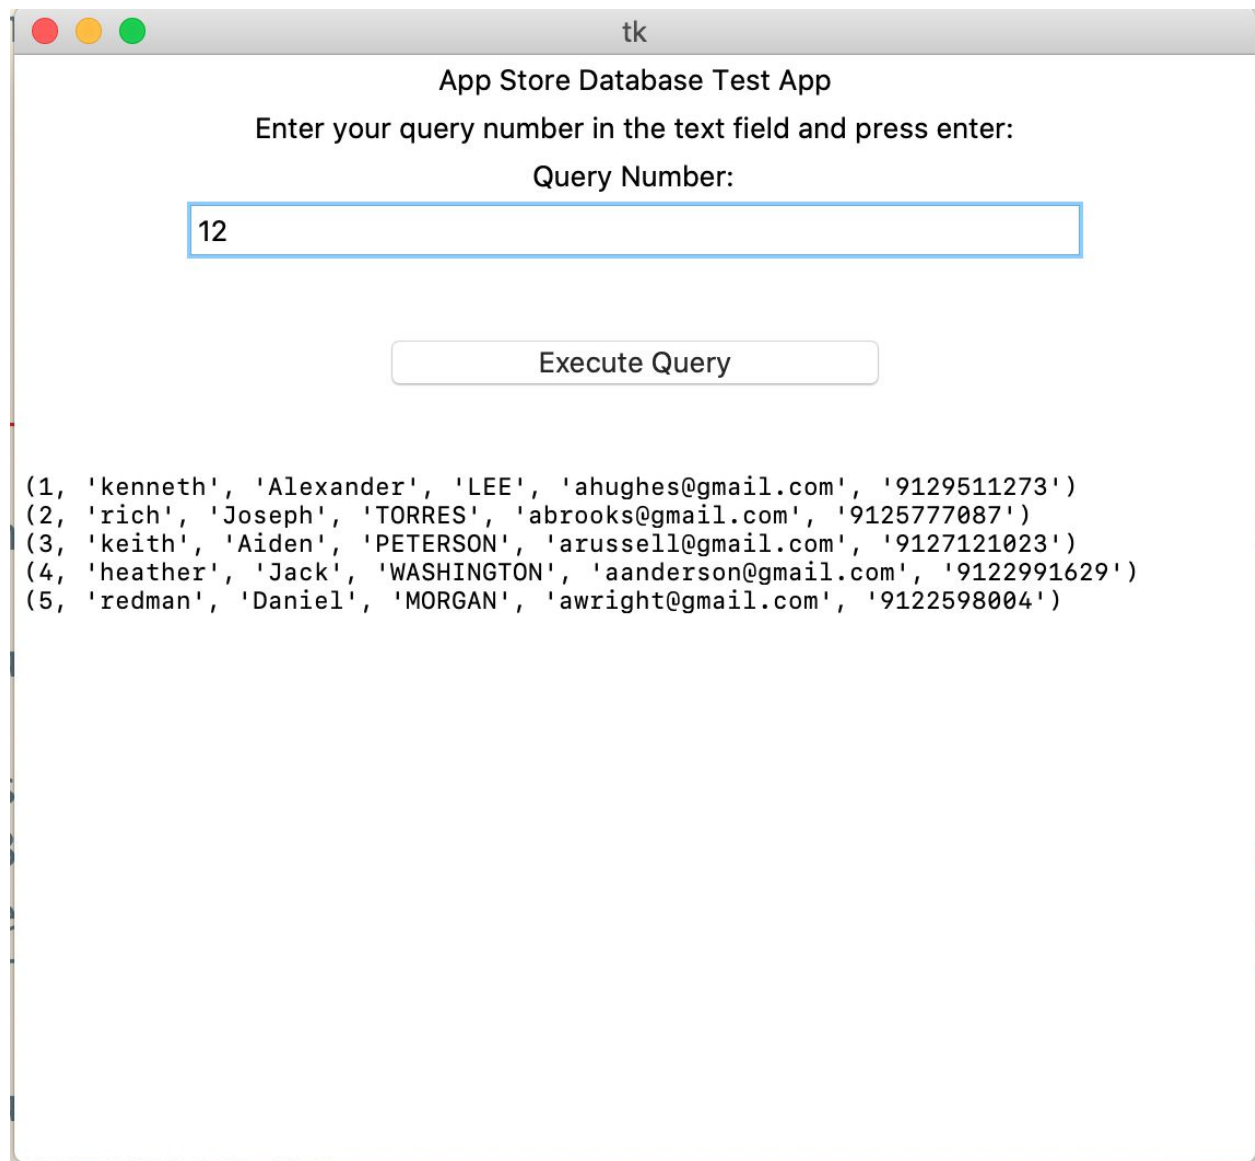 tk
App Store Database Test App
Enter your query number in the text field and press enter:
Query Number:
12
Execute Query
(1, 'kenneth', 'Alexander', 'LEE', 'ahughes@gmail.com', '9129511273')
(2, 'rich', 'Joseph', 'TORRES', 'abrooks@gmail.com', '9125777087')
(3, 'keith', 'Aiden', 'PETERSON', 'arussell@gmail.com', '9127121023')
(4, 'heather', 'Jack', 'WASHINGTON', 'aanderson@gmail.com', '9122991629')
(5, 'redman', 'Daniel', 'MORGAN', 'awright@gmail.com', '9122598004')